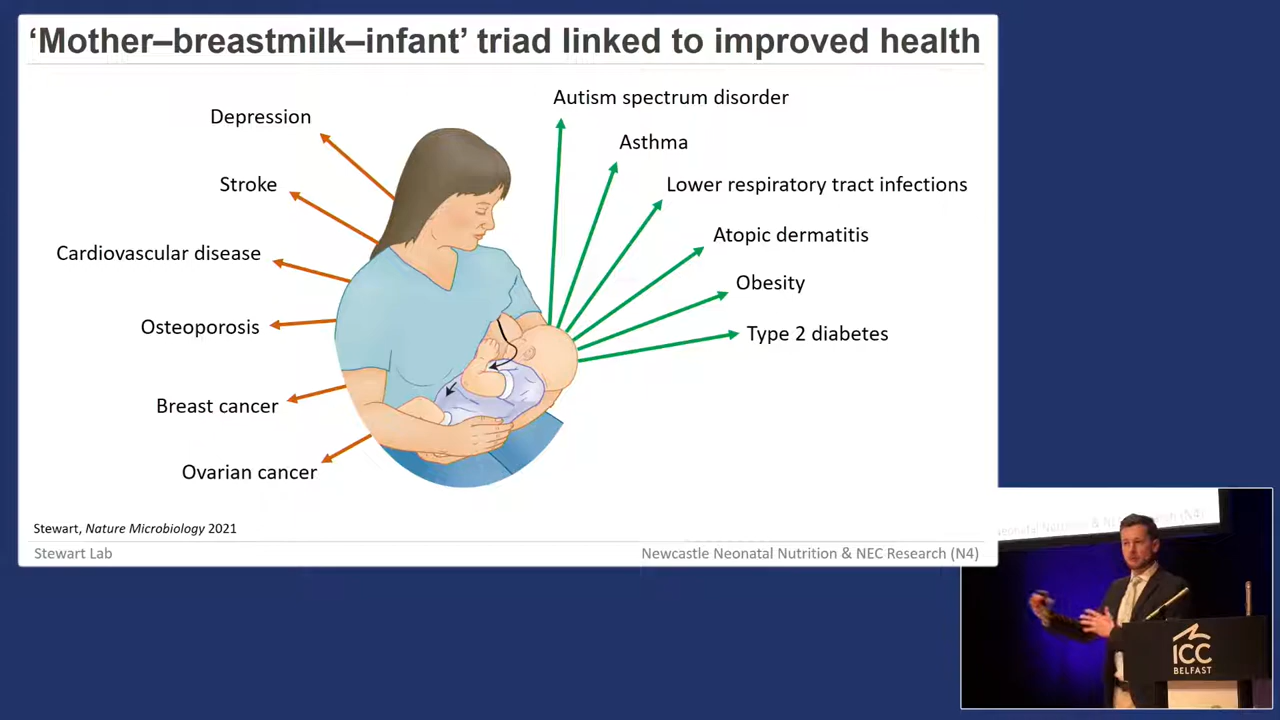 ‘Mother–breastmilk–infant’ triad linked to improved health
Depression
Stroke
Cardiovascular disease
Osteoporosis
Breast cancer
Ovarian cancer
Autism spectrum disorder
Asthma
Lower respiratory tract infections
Atopic dermatitis
Obesity
Type 2 diabetes
Stewart, Nature Microbiology 2021
Stewart Lab
Newcastle Neonatal Nutrition & NEC Research (N4)
ICC
BELFAST